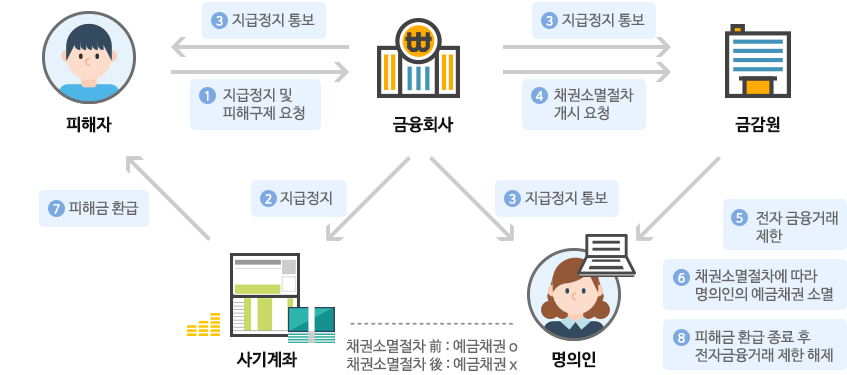 ③ 지급정지 통보
③ 지급정지 통보
① 지급정지 및
피해구제 요청
④ 채권소멸절차
개시 요청
피해자
금융회사
금감원
⑦ 피해금 환급
② 지급정지
③ 지급정지 통보
⑤ 전자 금융거래
제한
⑥ 채권소멸절차에 따라
명의인의 예금채권 소멸
⑧ 피해금 환급 종료 후
전자금융거래 제한 해제
채권소멸절차 前 : 예금채권 o
채권소멸절차 後 : 예금채권 x
사기계좌
명의인